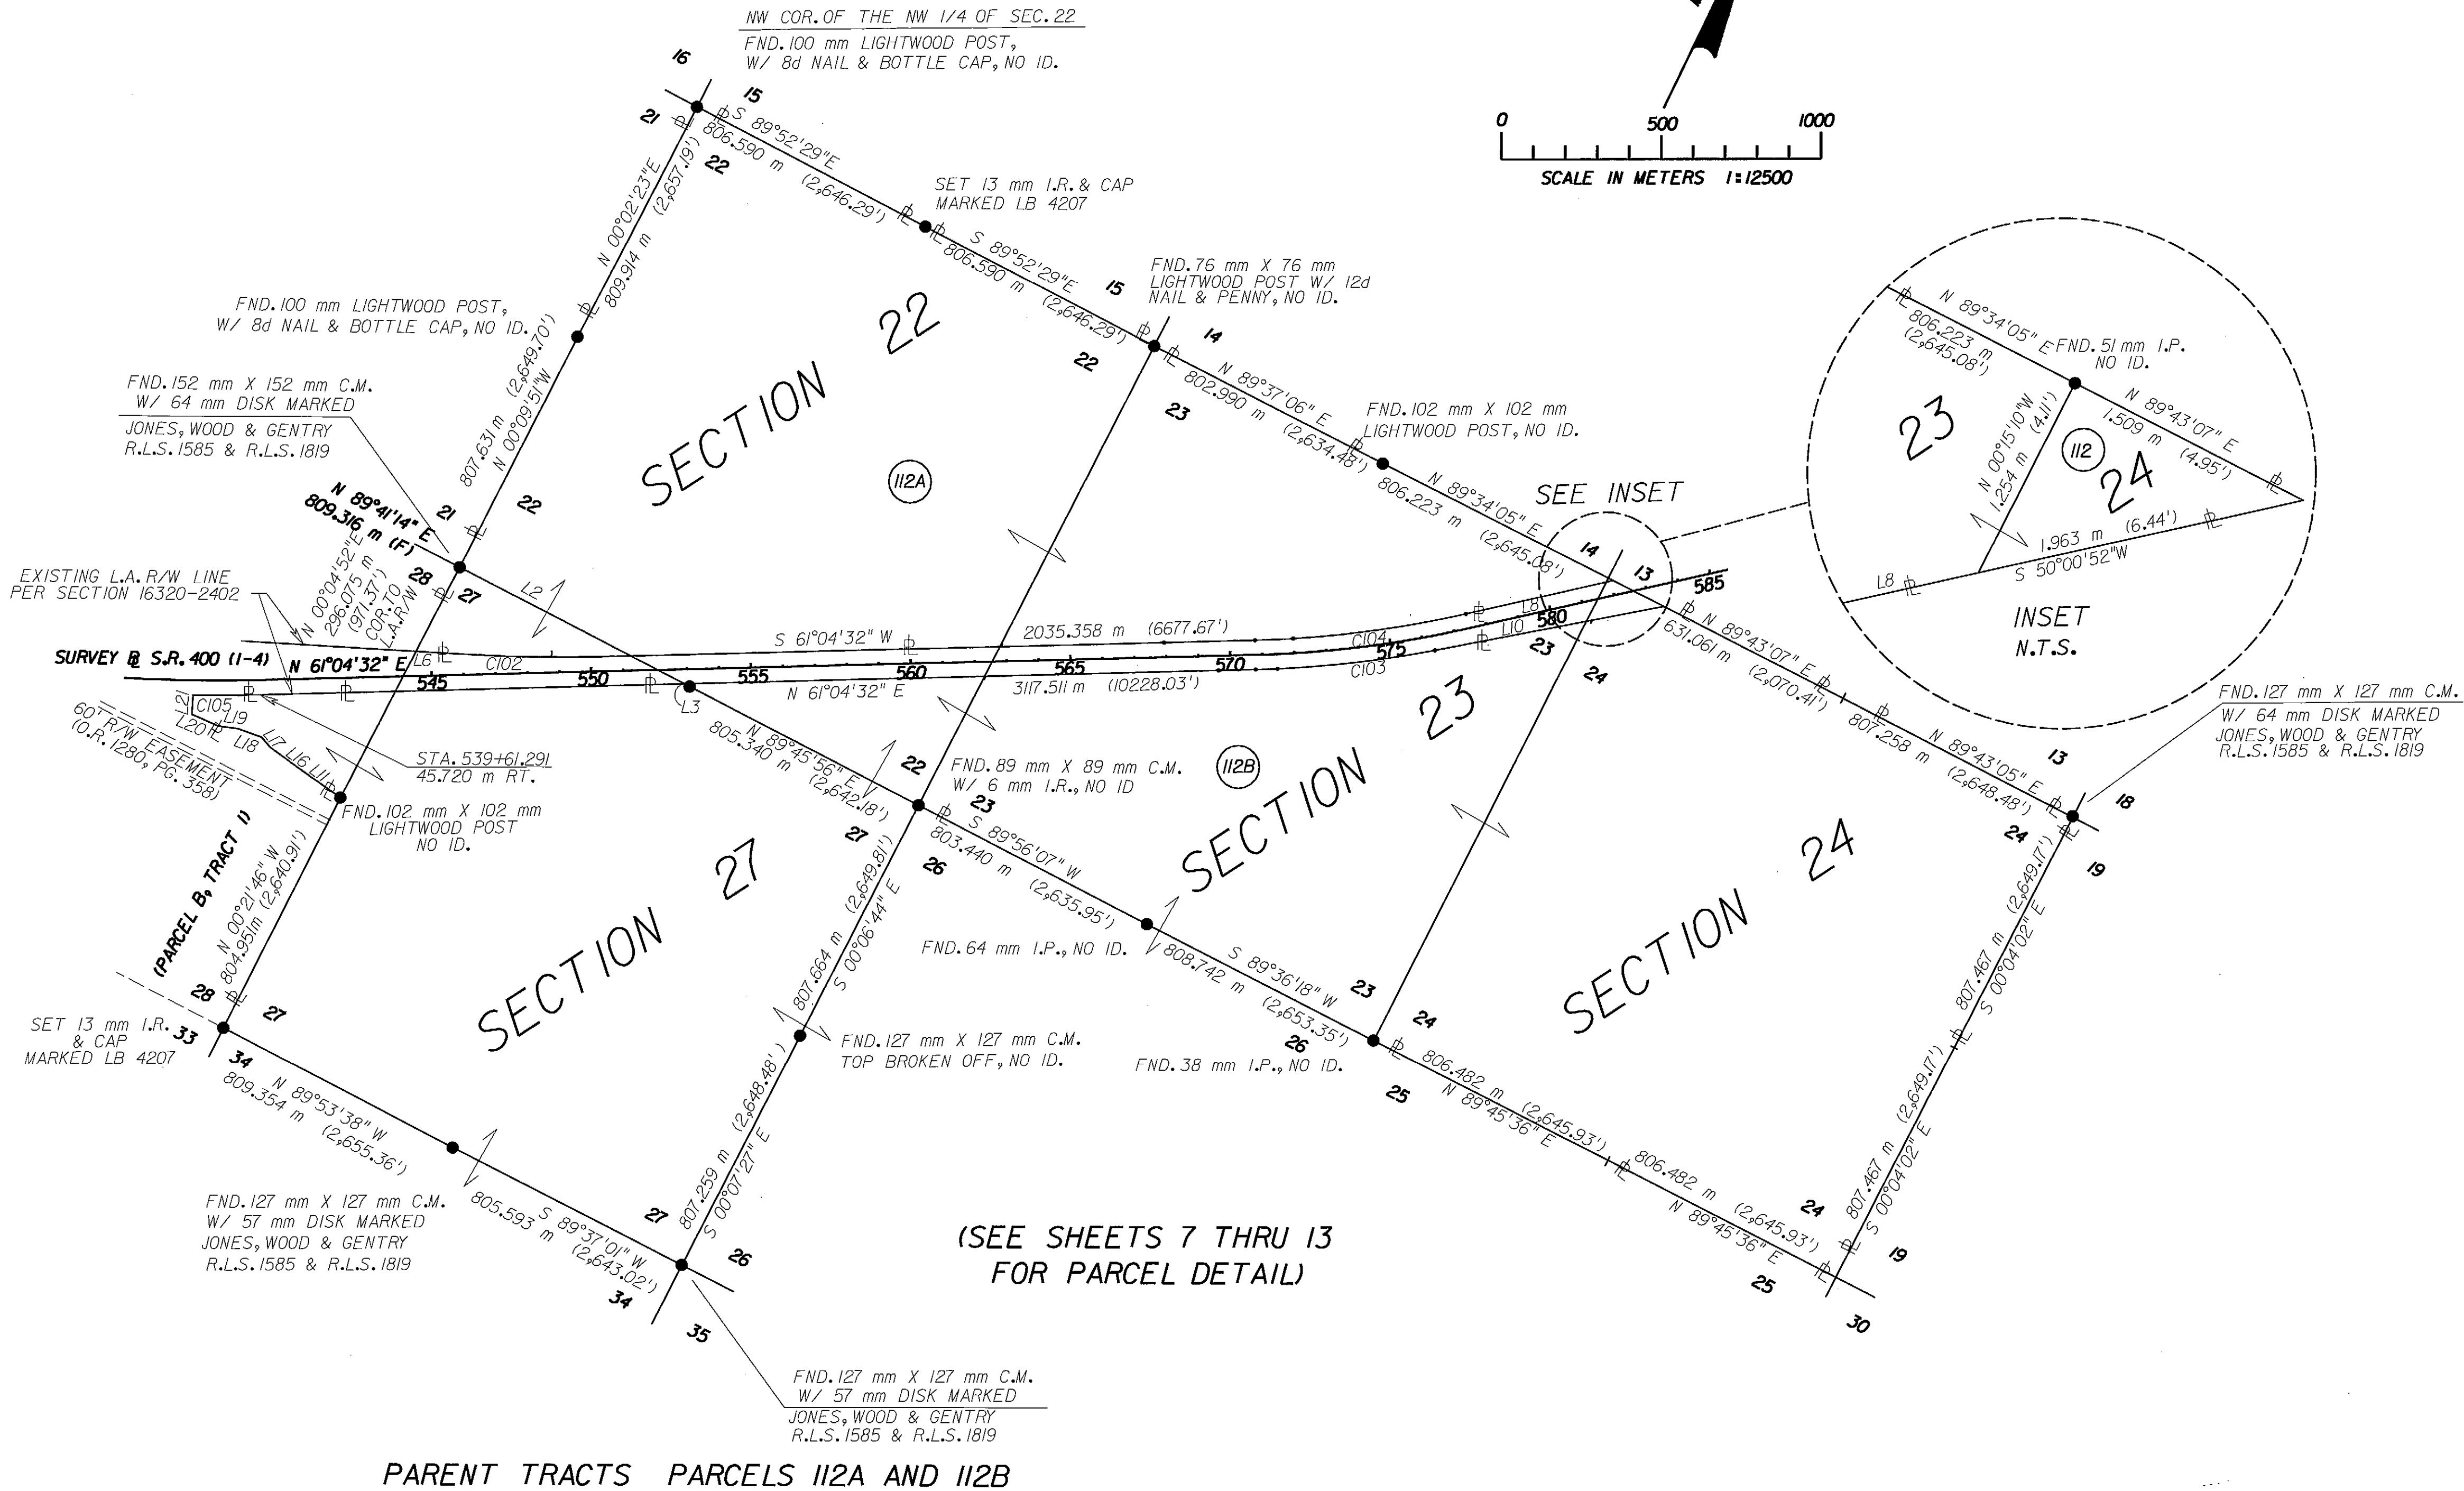 NW COR. OF THE NW 1/4 OF SEC. 22
FND. 100 mm LIGHTWOOD POST,
W/ 8d NAIL & BOTTLE CAP, NO ID.
16
15
21
22
S 89°52'29"E
806.590 m (2,646.29')
N 00°02'23"E
809.914 m (2,657.19')
SET 13 mm I.R. & CAP
MARKED LB 4207
S 89°52'29"E
806.590 m (2,646.29')
0 500 1000
SCALE IN METERS 1:12500
FND. 76 mm X 76 mm
LIGHTWOOD POST W/ 12d
NAIL & PENNY, NO ID.
15
14
22
23
N 89°37'06" E
802.990 m (2,634.48')
FND. 102 mm X 102 mm
LIGHTWOOD POST, NO ID.
N 89°34'05" E
806.223 m (2,645.08')
SEE INSET
14
13
N 89°34'05" E
806.223 m
(2,645.08')
FND. 51 mm I.P.
NO ID.
N 89°43'07" E
1.509 m (4.95')
N 00°15'10"W
1.254 m (4.11')
23
112
24
1.963 m (6.44')
S 50°00'52"W
L8
INSET
N.T.S.
FND. 100 mm LIGHTWOOD POST,
W/ 8d NAIL & BOTTLE CAP, NO ID.
807.631 m (2,649.70')
N 00°09'51"W
SECTION 22
112A
FND. 152 mm X 152 mm C.M.
W/ 64 mm DISK MARKED
JONES, WOOD & GENTRY
R.L.S. 1585 & R.L.S. 1819
N 89°41'14" E
809.316 m (F)
21
22
28
27
N 00°04'52"E
296.075 m
(971.37')
COR. TO
L.A. R/W
EXISTING L.A. R/W LINE
PER SECTION 16320-2402
SURVEY BL S.R. 400 (I-4)
N 61°04'32" E
L2
L6
C102
S 61°04'32" W
2035.358 m (6677.67')
545
550
555
560
565
570
575
580
585
C104
C103
L8
L10
N 61°04'32" E
3117.511 m (10228.03')
L3
23
24
N 89°43'07" E
631.061 m (2,070.41')
807.258 m
N 89°43'05" E
(2,648.48')
13
18
24
19
FND. 127 mm X 127 mm C.M.
W/ 64 mm DISK MARKED
JONES, WOOD & GENTRY
R.L.S. 1585 & R.L.S. 1819
L21
C105
L20
L19
L18
L17
L16
L11
60' R/W EASEMENT
(O.R. 1280, PG. 358)
STA. 539+61.291
45.720 m RT.
FND. 102 mm X 102 mm
LIGHTWOOD POST
NO ID.
(PARCEL B, TRACT 1)
N 00°21'46" W
804.951m (2,640.91')
N 89°45'56" E
805.340 m (2,642.18')
22
23
27
26
FND. 89 mm X 89 mm C.M.
W/ 6 mm I.R., NO ID
112B
SECTION 23
S 89°56'07" W
803.440 m (2,635.95')
FND. 64 mm I.P., NO ID.
S 89°36'18" W
808.742 m (2,653.35')
23
24
26
25
FND. 38 mm I.P., NO ID.
SECTION 24
807.467 m (2,649.17')
S 00°04'02" E
807.467 m (2,649.17')
S 00°04'02" E
806.482 m (2,645.93')
N 89°45'36" E
806.482 m (2,645.93')
N 89°45'36" E
24
19
25
30
SECTION 27
807.664 m (2,649.81')
S 00°06'44" E
FND. 127 mm X 127 mm C.M.
TOP BROKEN OFF, NO ID.
807.259 m (2,648.48')
S 00°07'27" E
28
27
33
34
SET 13 mm I.R.
& CAP
MARKED LB 4207
N 89°53'38" W
809.354 m (2,655.36')
FND. 127 mm X 127 mm C.M.
W/ 57 mm DISK MARKED
JONES, WOOD & GENTRY
R.L.S. 1585 & R.L.S. 1819
S 89°37'01" W
805.593 m (2,643.02')
27
26
34
35
(SEE SHEETS 7 THRU 13
FOR PARCEL DETAIL)
FND. 127 mm X 127 mm C.M.
W/ 57 mm DISK MARKED
JONES, WOOD & GENTRY
R.L.S. 1585 & R.L.S. 1819
PARENT TRACTS PARCELS 112A AND 112B